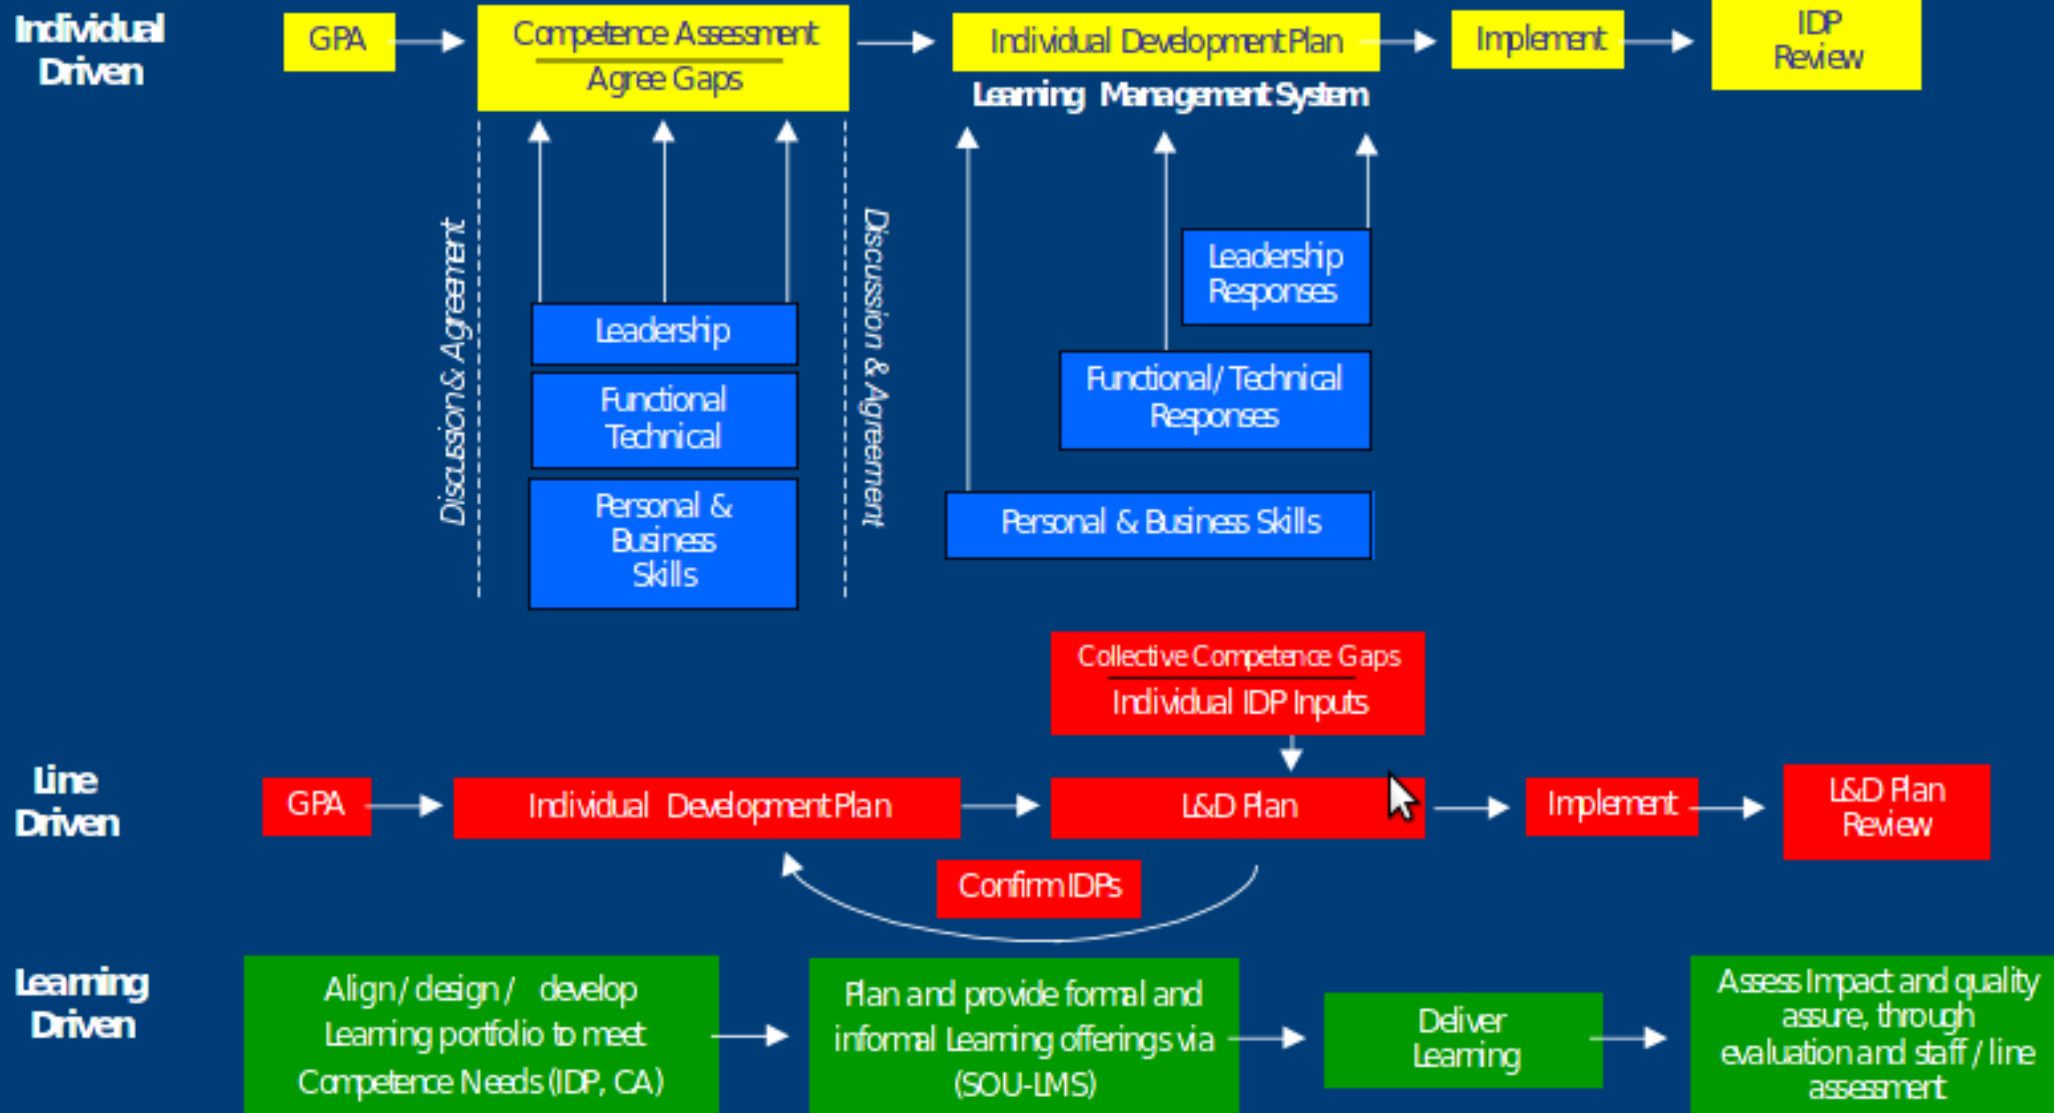 Individual
Driven
GPA
Competence Assessment
Agree Gaps
Individual Development Plan
Learning Management System
Implement
IDP
Review
Discussion & Agreement
Discussion & Agreement
Leadership
Functional
Technical
Personal &
Business
Skills
Leadership
Responses
Functional/ Technical
Responses
Personal & Business Skills
Collective Competence Gaps
Individual IDP Inputs
Line
Driven
GPA
Individual Development Plan
L&D Plan
Implement
L&D Plan
Review
Confirm IDPs
Learning
Driven
Align / design / develop
Learning portfolio to meet
Competence Needs (IDP, CA)
Plan and provide formal and
informal Learning offerings via
(SOU-LMS)
Deliver
Learning
Assess Impact and quality
assure, through
evaluation and staff / line
assessment